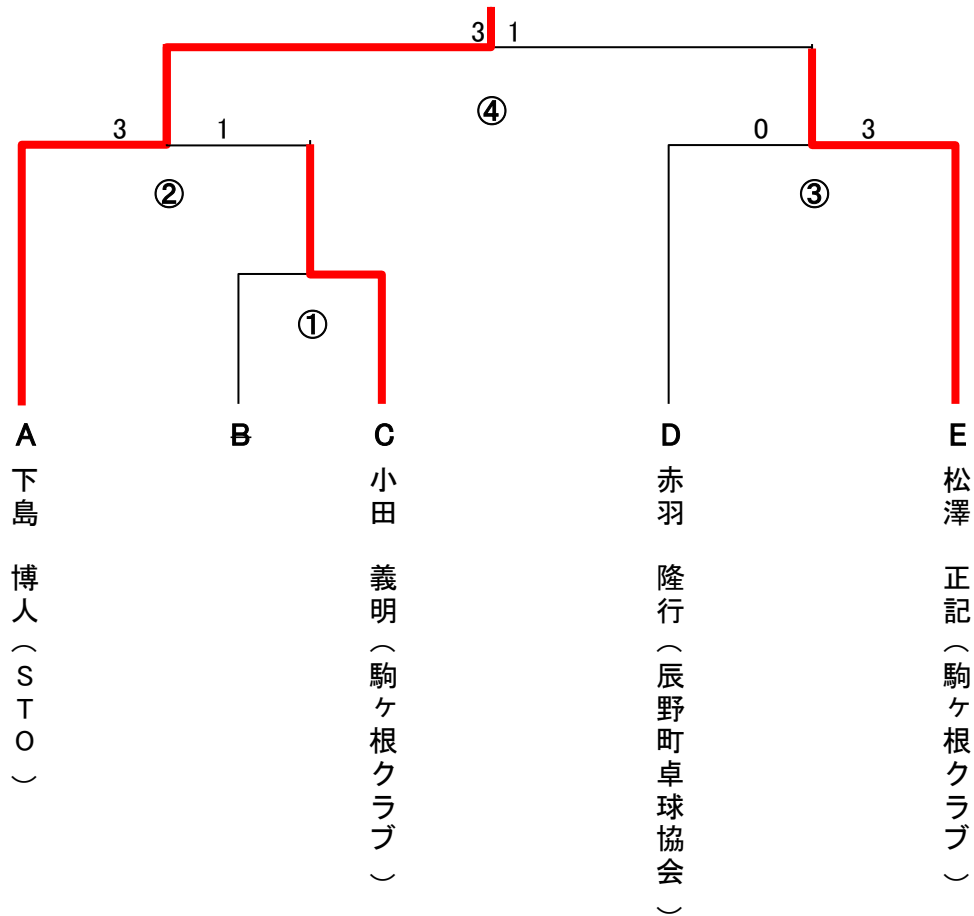 3 1
④
3 1
0 3
②
③
①
A
B
C
D
E
下島 博人(STO)
小田 義明(駒ヶ根クラブ)
赤羽 隆行(辰野町卓球協会)
松澤 正記(駒ヶ根クラブ)